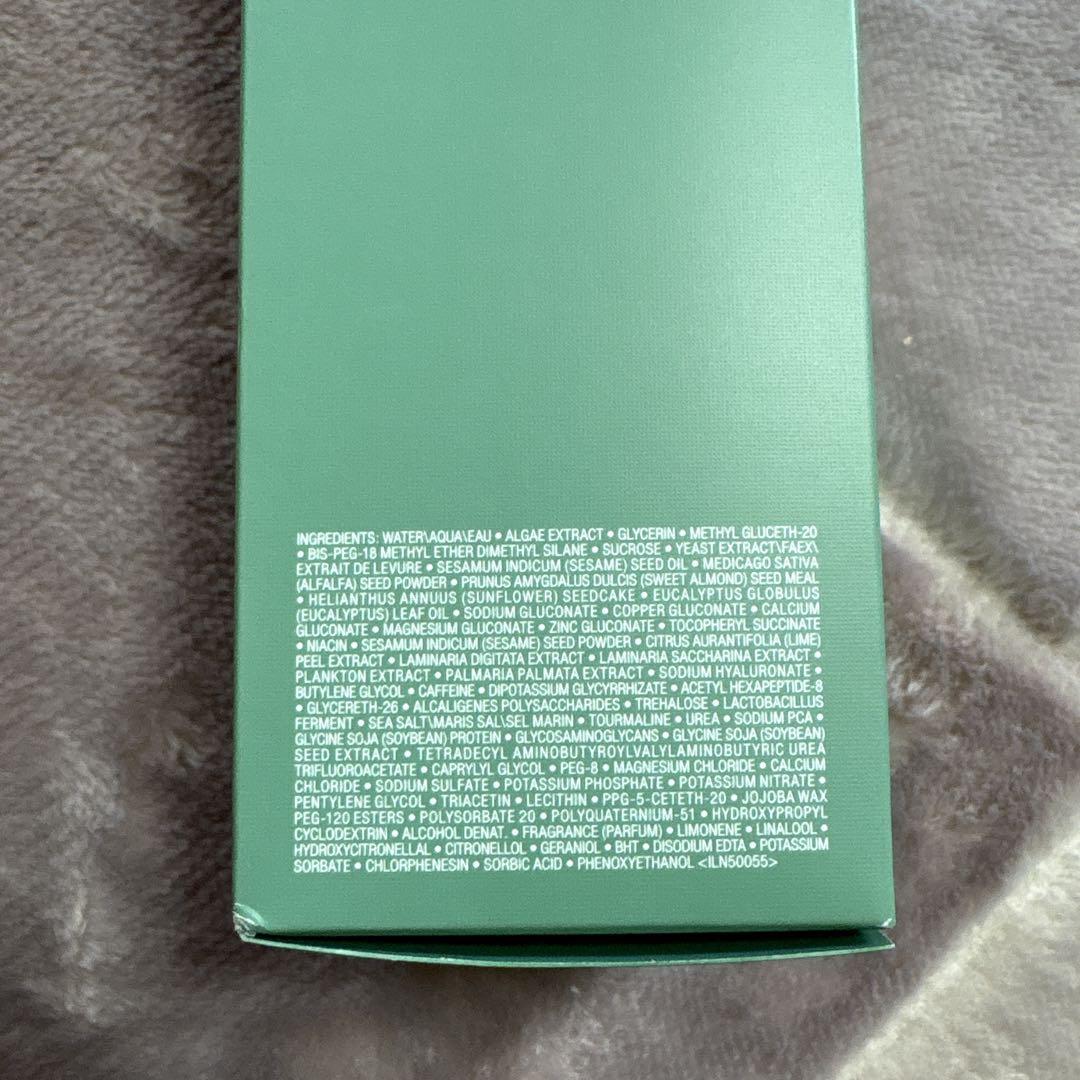 INGREDIENTS: WATER\AQUA\EAU • ALGAE EXTRACT • GLYCERIN • METHYL GLUCETH-20
• BIS-PEG-18 METHYL ETHER DIMETHYL SILANE • SUCROSE • YEAST EXTRACT\FAEX\
EXTRAIT DE LEVURE • SESAMUM INDICUM (SESAME) SEED OIL • MEDICAGO SATIVA
(ALFALFA) SEED POWDER • PRUNUS AMYGDALUS DULCIS (SWEET ALMOND) SEED MEAL
• HELIANTHUS ANNUUS (SUNFLOWER) SEEDCAKE • EUCALYPTUS GLOBULUS
(EUCALYPTUS) LEAF OIL • SODIUM GLUCONATE • COPPER GLUCONATE • CALCIUM
GLUCONATE • MAGNESIUM GLUCONATE • ZINC GLUCONATE • TOCOPHERYL SUCCINATE
• NIACIN • SESAMUM INDICUM (SESAME) SEED POWDER • CITRUS AURANTIFOLIA (LIME)
PEEL EXTRACT • LAMINARIA DIGITATA EXTRACT • LAMINARIA SACCHARINA EXTRACT •
PLANKTON EXTRACT • PALMARIA PALMATA EXTRACT • SODIUM HYALURONATE •
BUTYLENE GLYCOL • CAFFEINE • DIPOTASSIUM GLYCYRRHIZATE • ACETYL HEXAPEPTIDE-8
• GLYCERETH-26 • ALCALIGENES POLYSACCHARIDES • TREHALOSE • LACTOBACILLUS
FERMENT • SEA SALT\MARIS SAL\SEL MARIN • TOURMALINE • UREA • SODIUM PCA •
GLYCINE SOJA (SOYBEAN) PROTEIN • GLYCOSAMINOGLYCANS • GLYCINE SOJA (SOYBEAN)
SEED EXTRACT • TETRADECYL AMINOBUTYROYLVALYLAMINOBUTYRIC UREA
TRIFLUOROACETATE • CAPRYLYL GLYCOL • PEG-8 • MAGNESIUM CHLORIDE • CALCIUM
CHLORIDE • SODIUM SULFATE • POTASSIUM PHOSPHATE • POTASSIUM NITRATE •
PENTYLENE GLYCOL • TRIACETIN • LECITHIN • PPG-5-CETETH-20 • JOJOBA WAX
PEG-120 ESTERS • POLYSORBATE 20 • POLYQUATERNIUM-51 • HYDROXYPROPYL
CYCLODEXTRIN • ALCOHOL DENAT. • FRAGRANCE (PARFUM) • LIMONENE • LINALOOL •
HYDROXYCITRONELLAL • CITRONELLOL • GERANIOL • BHT • DISODIUM EDTA • POTASSIUM
SORBATE • CHLORPHENESIN • SORBIC ACID • PHENOXYETHANOL <ILN50055>